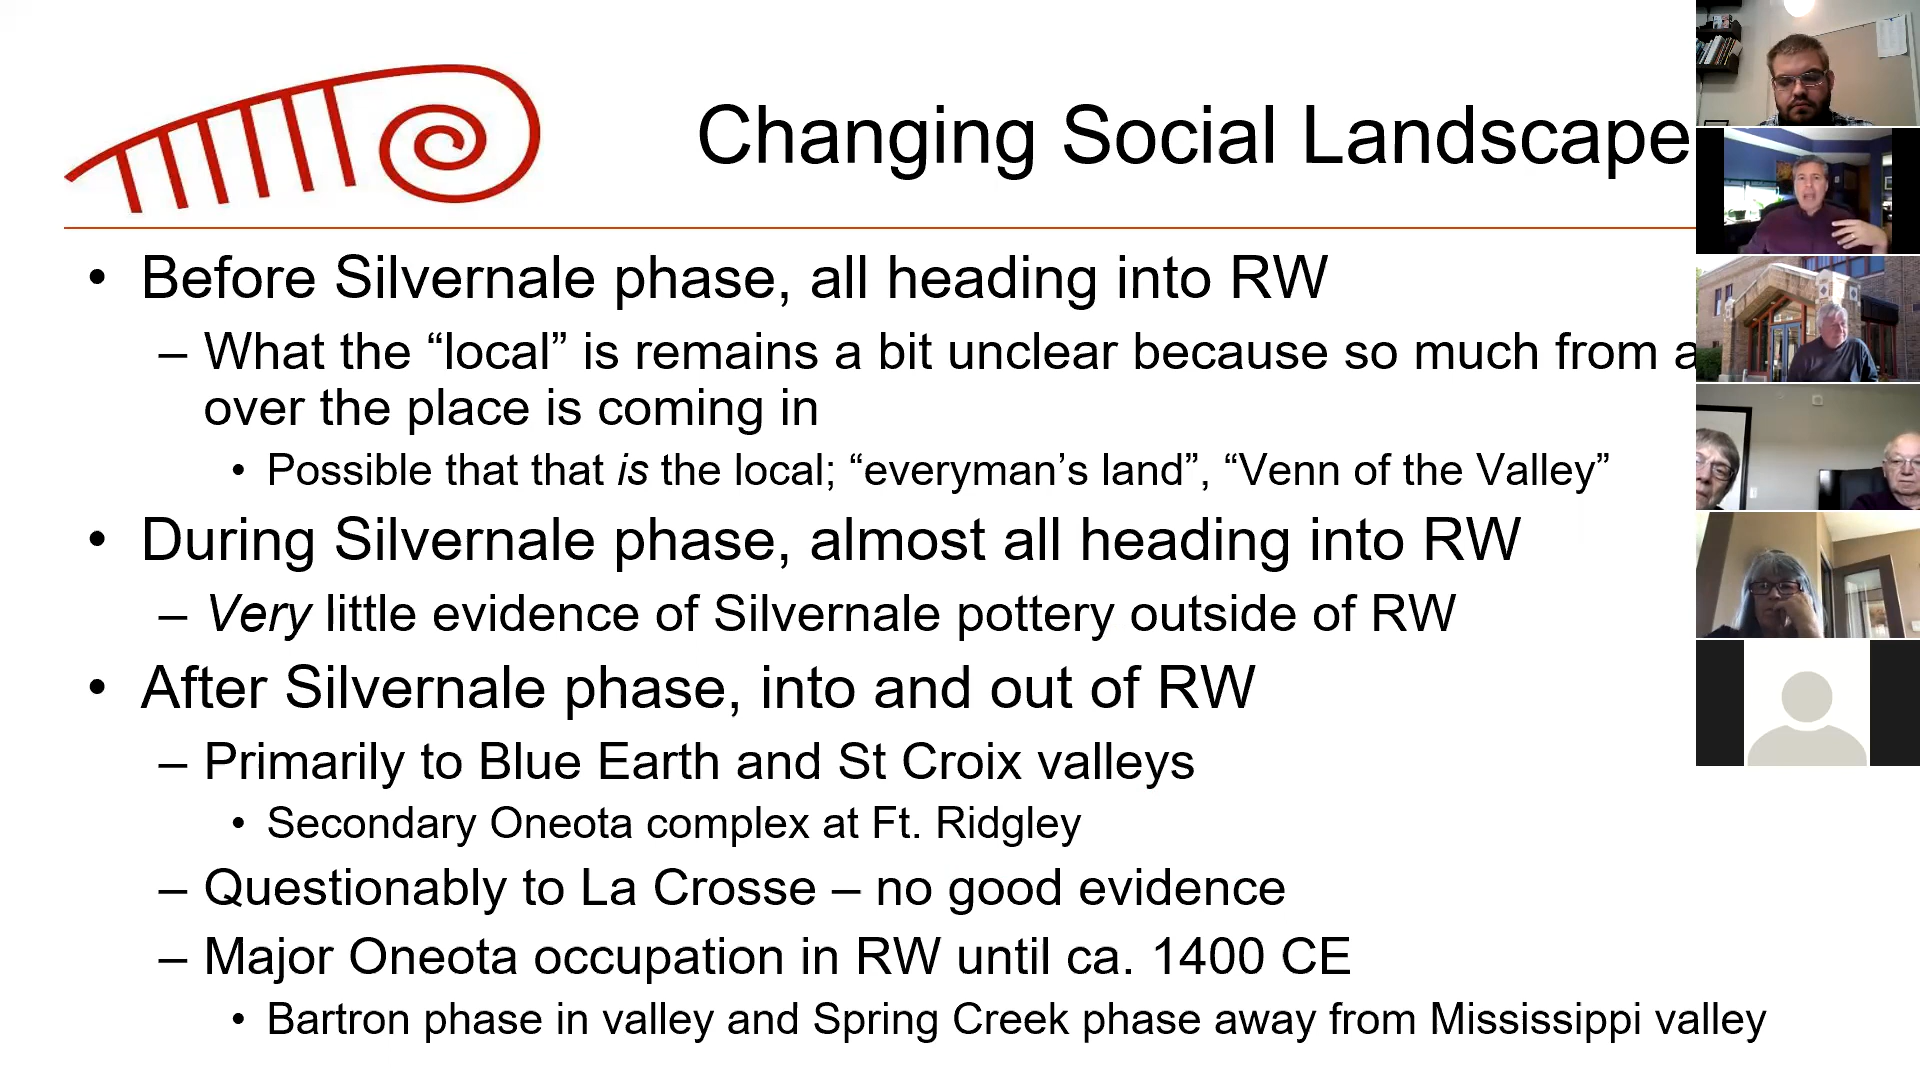 Changing Social Landscape
• Before Silvernale phase, all heading into RW
– What the “local” is remains a bit unclear because so much from a
over the place is coming in
• Possible that that is the local; “everyman’s land”, “Venn of the Valley”
• During Silvernale phase, almost all heading into RW
– Very little evidence of Silvernale pottery outside of RW
• After Silvernale phase, into and out of RW
– Primarily to Blue Earth and St Croix valleys
• Secondary Oneota complex at Ft. Ridgley
– Questionably to La Crosse – no good evidence
– Major Oneota occupation in RW until ca. 1400 CE
• Bartron phase in valley and Spring Creek phase away from Mississippi valley